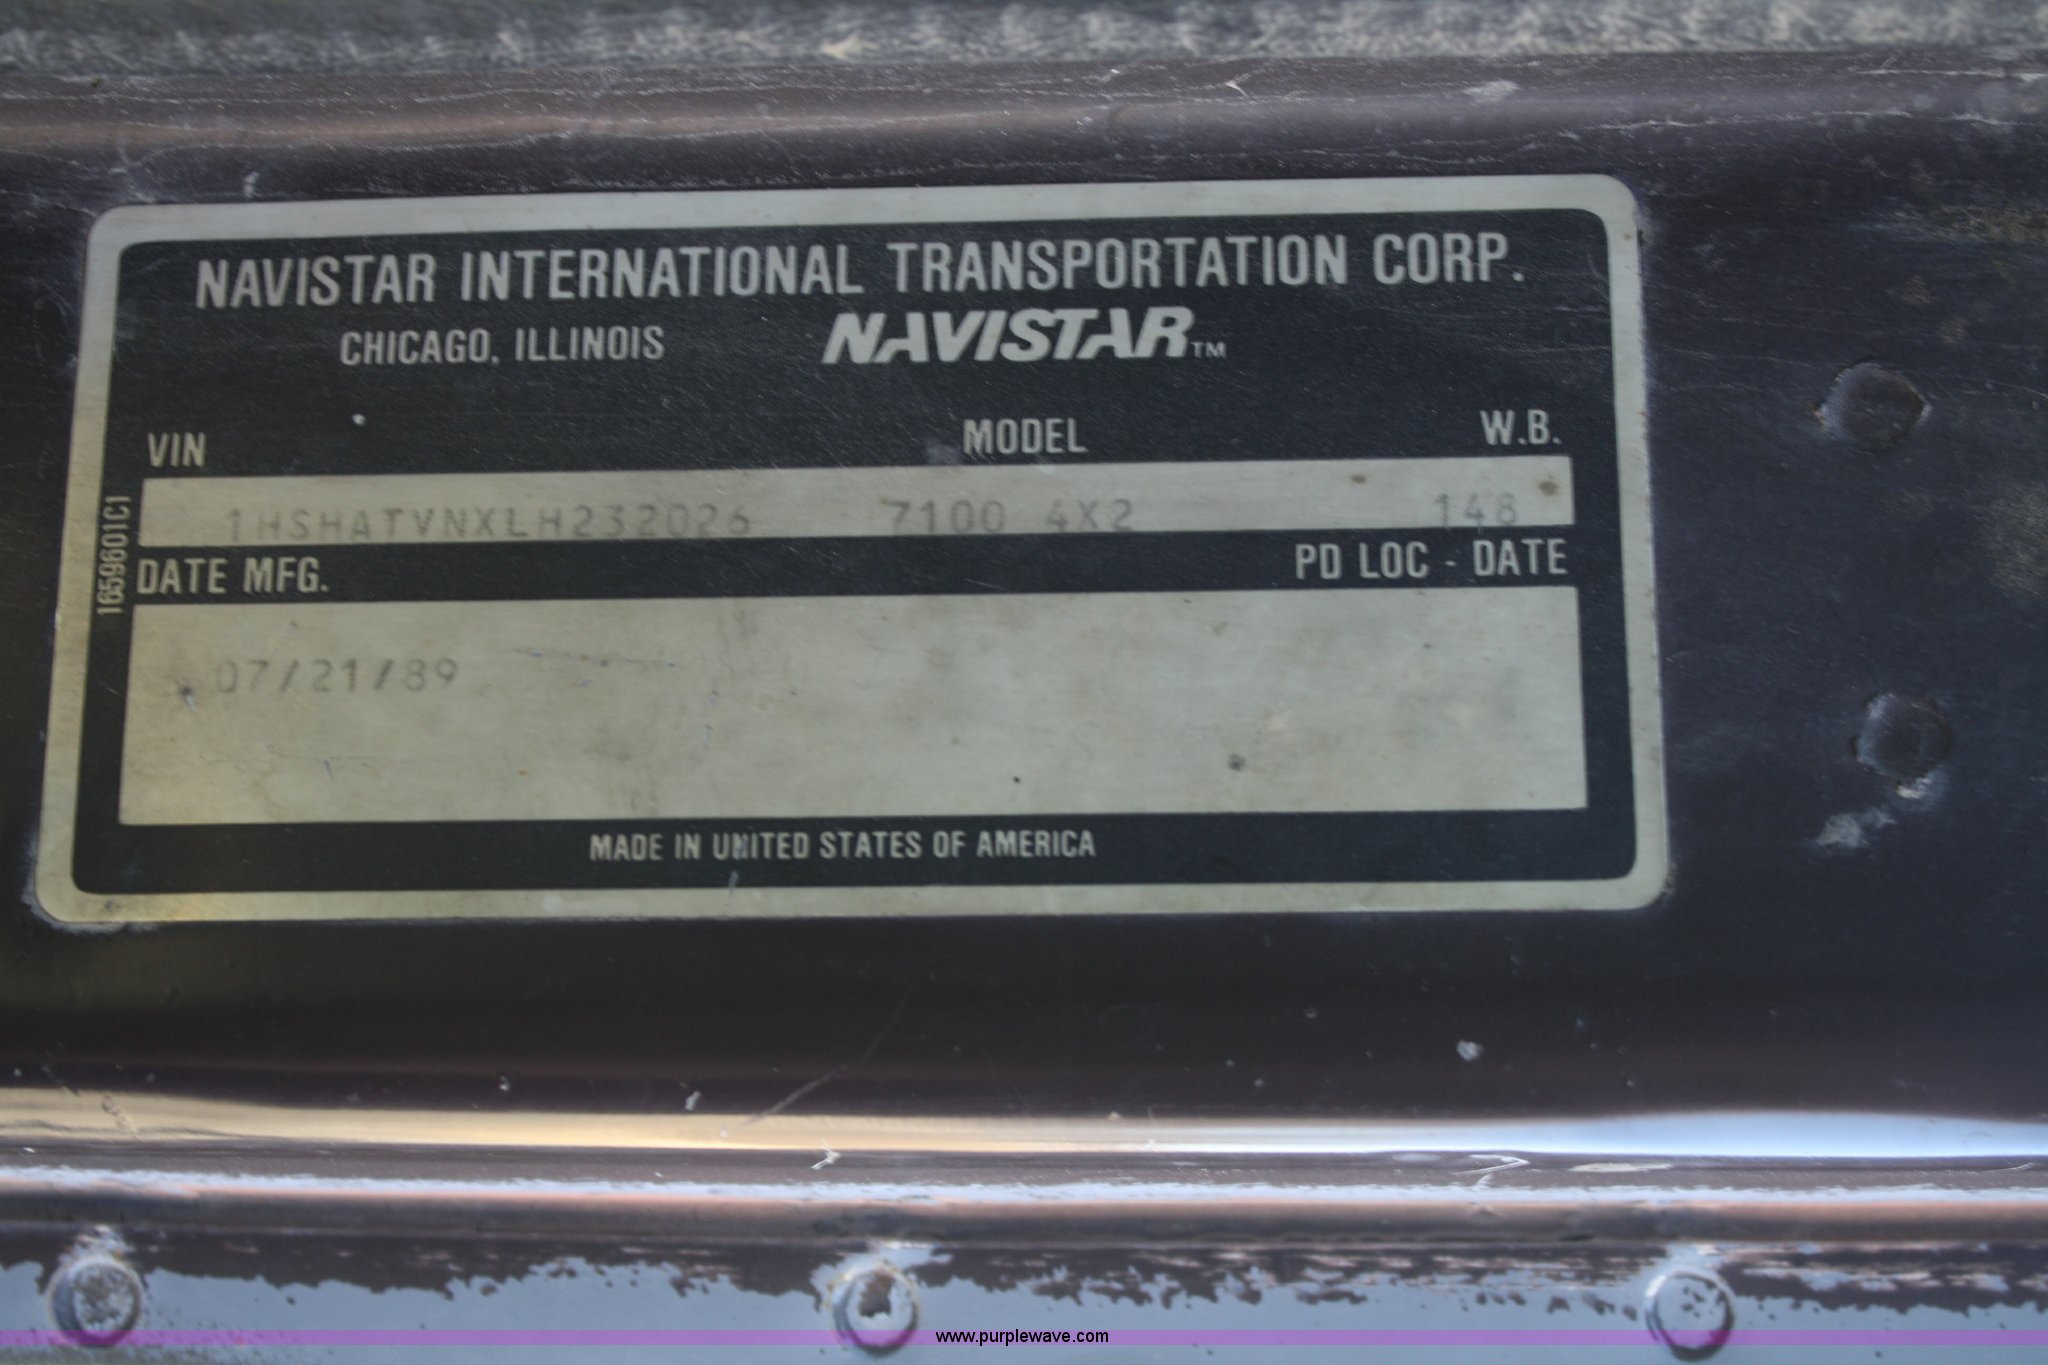 NAVISTAR INTERNATIONAL TRANSPORTATION CORP.
CHICAGO, ILLINOIS NAVISTAR™
VIN MODEL W.B.
1HSHATVNXLH232026 7100 4X2 148
1659601C1
DATE MFG. PD LOC - DATE
07/21/89
MADE IN UNITED STATES OF AMERICA
www.purplewave.com